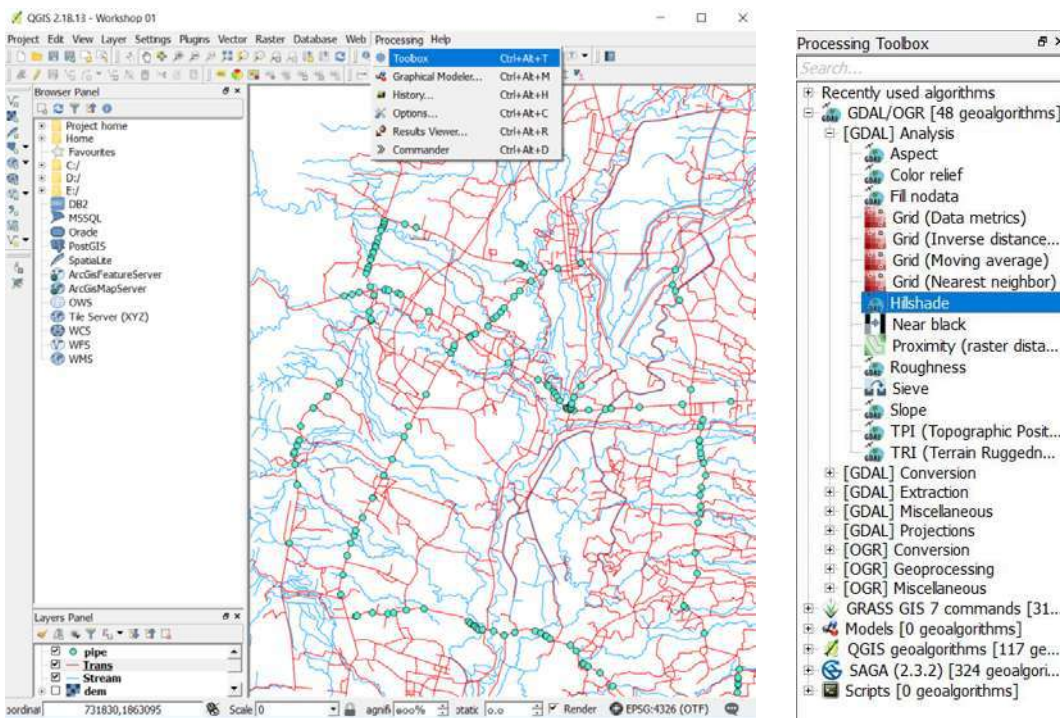 QGIS 2.18.13 - Workshop 01
Project Edit View Layer Settings Plugins Vector Raster Database Web Processing Help
Toolbox Ctrl+Alt+T
Graphical Modeler... Ctrl+Alt+M
History... Ctrl+Alt+H
Options... Ctrl+Alt+C
Results Viewer... Ctrl+Alt+R
Commander Ctrl+Alt+D
Browser Panel
Project home
Home
Favourites
C:/
D:/
E:/
DB2
MSSQL
Oracle
PostGIS
SpatiaLite
ArcGisFeatureServer
ArcGisMapServer
OWS
Tile Server (XYZ)
WCS
WFS
WMS
Layers Panel
pipe
Trans
Stream
dem
oordinat 731830,1863095 Scale 0 agnifi 100% otatic 0.0 Render EPSG:4326 (OTF)
Processing Toolbox
Search...
Recently used algorithms
GDAL/OGR [48 geoalgorithms]
[GDAL] Analysis
Aspect
Color relief
Fill nodata
Grid (Data metrics)
Grid (Inverse distance...
Grid (Moving average)
Grid (Nearest neighbor)
Hillshade
Near black
Proximity (raster dista...
Roughness
Sieve
Slope
TPI (Topographic Posit...
TRI (Terrain Ruggedn...
[GDAL] Conversion
[GDAL] Extraction
[GDAL] Miscellaneous
[GDAL] Projections
[OGR] Conversion
[OGR] Geoprocessing
[OGR] Miscellaneous
GRASS GIS 7 commands [31...
Models [0 geoalgorithms]
QGIS geoalgorithms [117 ge...
SAGA (2.3.2) [324 geoalgori...
Scripts [0 geoalgorithms]